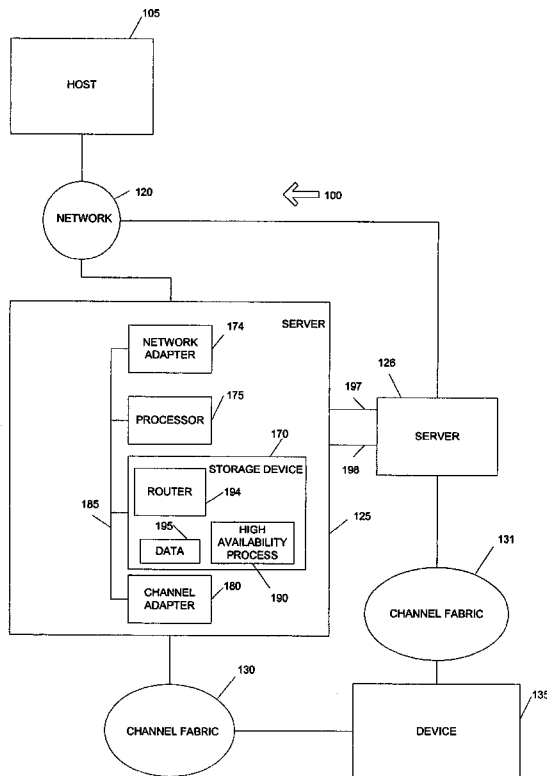 105
HOST
120
NETWORK
100
SERVER
174
NETWORK
ADAPTER
175
PROCESSOR
170
STORAGE DEVICE
ROUTER
194
185
195
DATA
HIGH
AVAILABILITY
PROCESS
190
125
CHANNEL
ADAPTER
180
197
126
SERVER
198
131
CHANNEL FABRIC
130
CHANNEL FABRIC
135
DEVICE